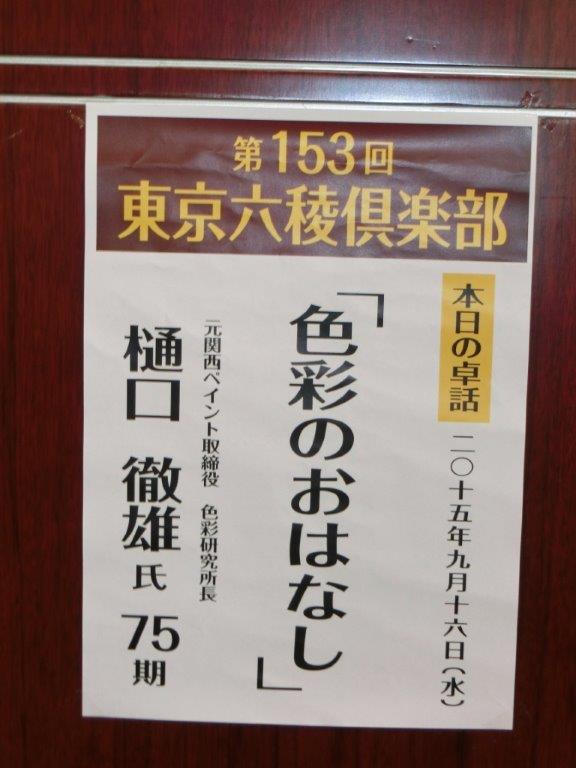 第153回
東京六稜倶楽部
本日の卓話 二〇十五年九月十六日(水)
「色彩のおはなし」
元関西ペイント取締役 色彩研究所長
樋口 徹雄氏 75期